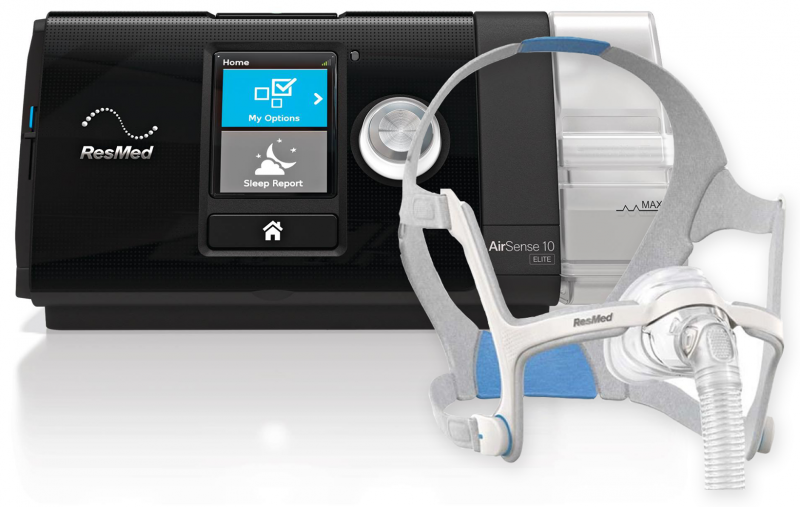 Home
My Options
Sleep Report
ResMed
MAX
AirSense 10
ELITE
ResMed